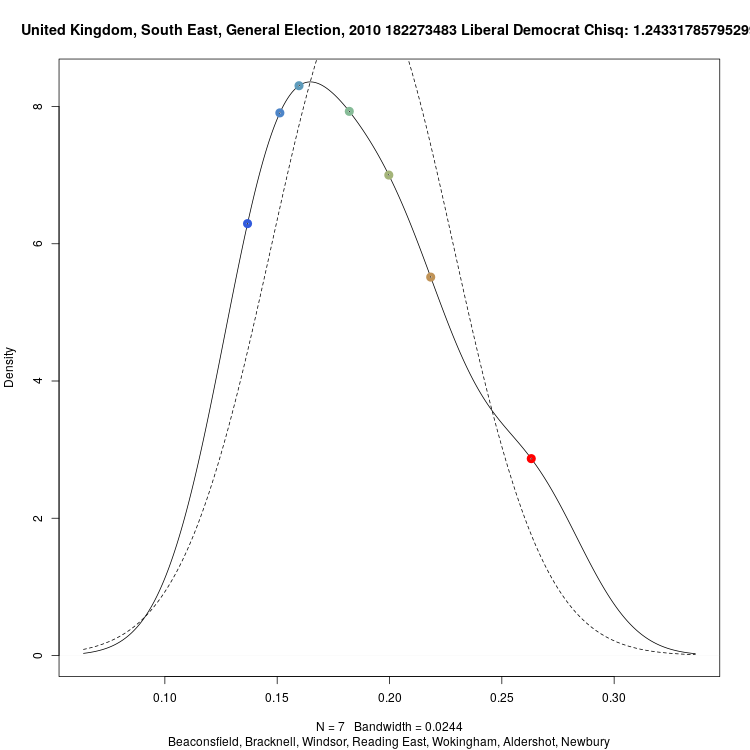 United Kingdom, South East, General Election, 2010 182273483 Liberal Democrat Chisq: 1.2433178579529
Density
8
6
4
2
0
0.10 0.15 0.20 0.25 0.30
N = 7 Bandwidth = 0.0244
Beaconsfield, Bracknell, Windsor, Reading East, Wokingham, Aldershot, Newbury